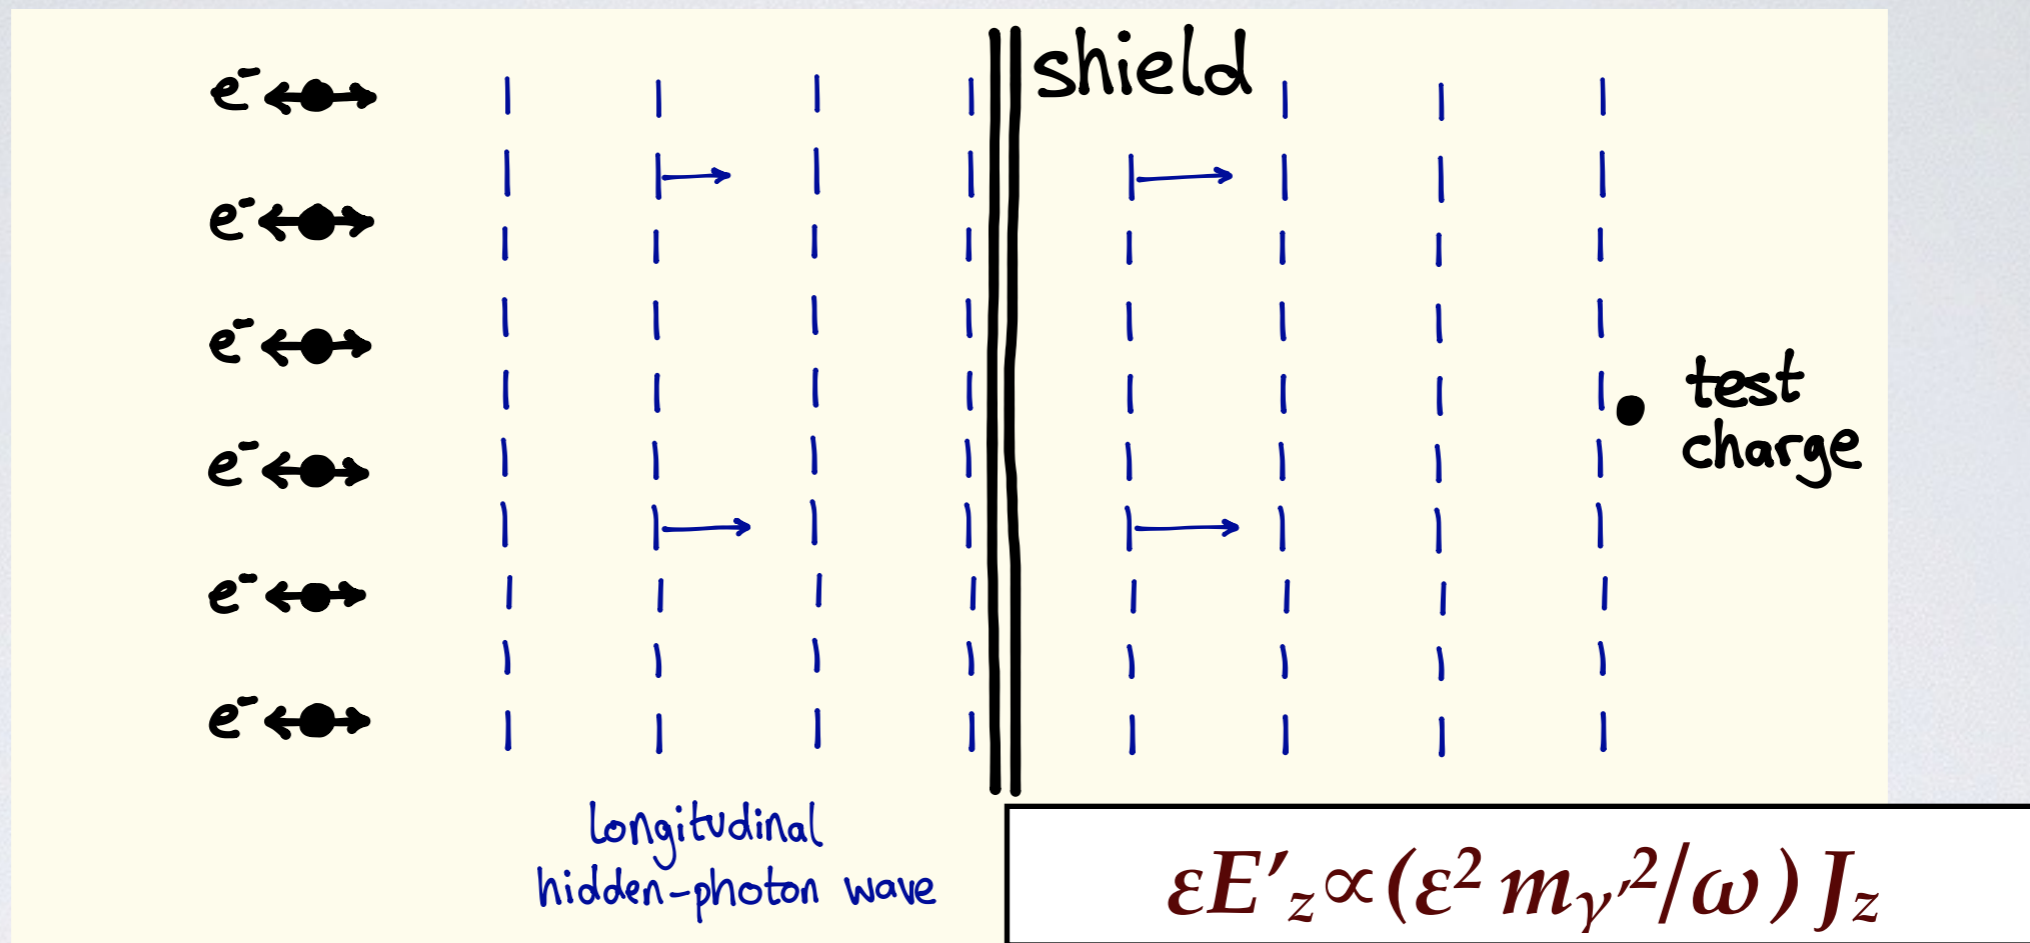 shield
e⁻
e⁻
e⁻
e⁻
e⁻
e⁻
test
charge
longitudinal
hidden-photon wave
εE′z∝(ε² mγ′²/ω) Jz